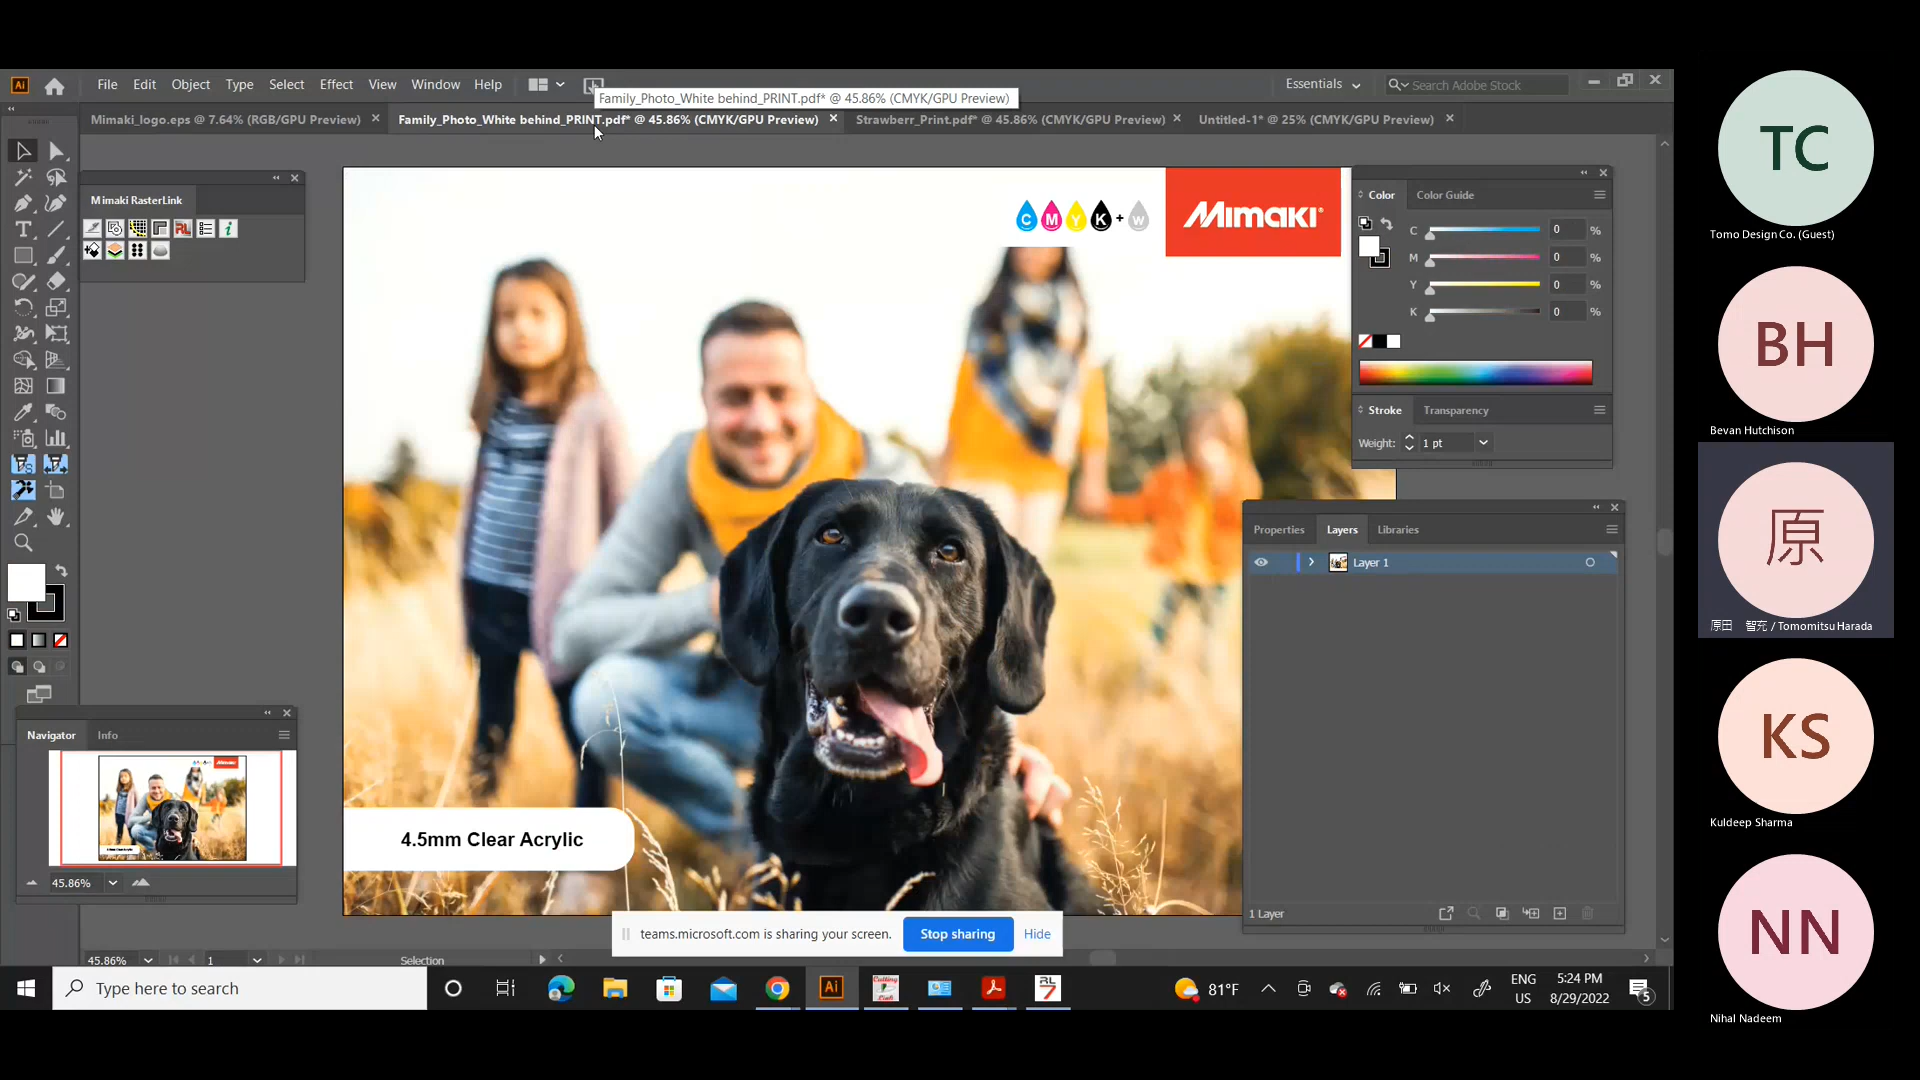 Ai File Edit Object Type Select Effect View Window Help
Essentials
Search Adobe Stock
Family_Photo_White behind_PRINT.pdf* @ 45.86% (CMYK/GPU Preview)
Mimaki_logo.eps @ 7.64% (RGB/GPU Preview)
Family_Photo_White behind_PRINT.pdf* @ 45.86% (CMYK/GPU Preview)
Strawberr_Print.pdf* @ 45.86% (CMYK/GPU Preview)
Untitled-1* @ 25% (CMYK/GPU Preview)
Mimaki RasterLink
RL
C M Y K + W
Mimaki®
Color Color Guide
C 0 %
M 0 %
Y 0 %
K 0 %
Stroke Transparency
Weight: 1 pt
Properties Layers Libraries
Layer 1
1 Layer
Navigator Info
45.86%
4.5mm Clear Acrylic
teams.microsoft.com is sharing your screen. Stop sharing Hide
45.86% 1 Selection
Type here to search
Ai
RL
7
81°F
ENG
US
5:24 PM
8/29/2022
5
TC
Tomo Design Co. (Guest)
BH
Bevan Hutchison
原
原田 智充 / Tomomitsu Harada
KS
Kuldeep Sharma
NN
Nihal Nadeem